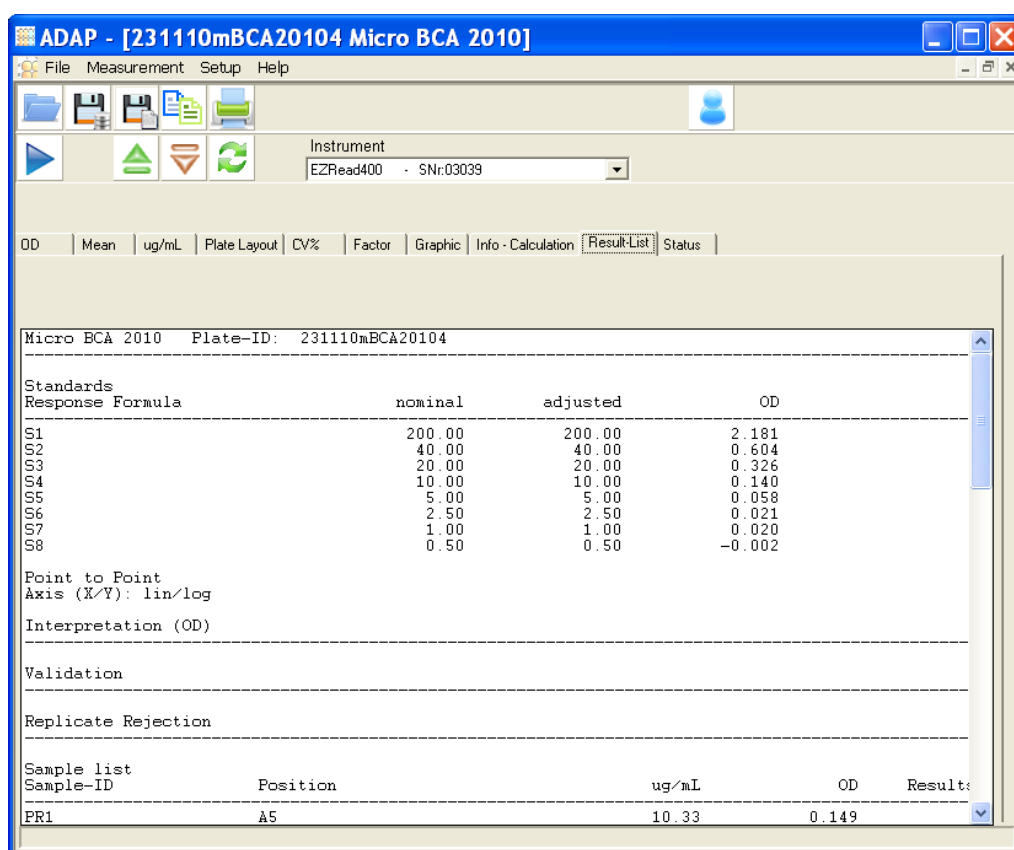 ADAP - [231110mBCA20104 Micro BCA 2010]
File Measurement Setup Help
Instrument
EZRead400 - SNr:03039
OD Mean ug/mL Plate Layout CV% Factor Graphic Info - Calculation Result-List Status
Micro BCA 2010 Plate-ID: 231110mBCA20104
Standards
Response Formula nominal adjusted OD
S1 200.00 200.00 2.181
S2 40.00 40.00 0.604
S3 20.00 20.00 0.326
S4 10.00 10.00 0.140
S5 5.00 5.00 0.058
S6 2.50 2.50 0.021
S7 1.00 1.00 0.020
S8 0.50 0.50 -0.002
Point to Point
Axis (X/Y): lin/log
Interpretation (OD)
Validation
Replicate Rejection
Sample list
Sample-ID Position ug/mL OD Results
PR1 A5 10.33 0.149